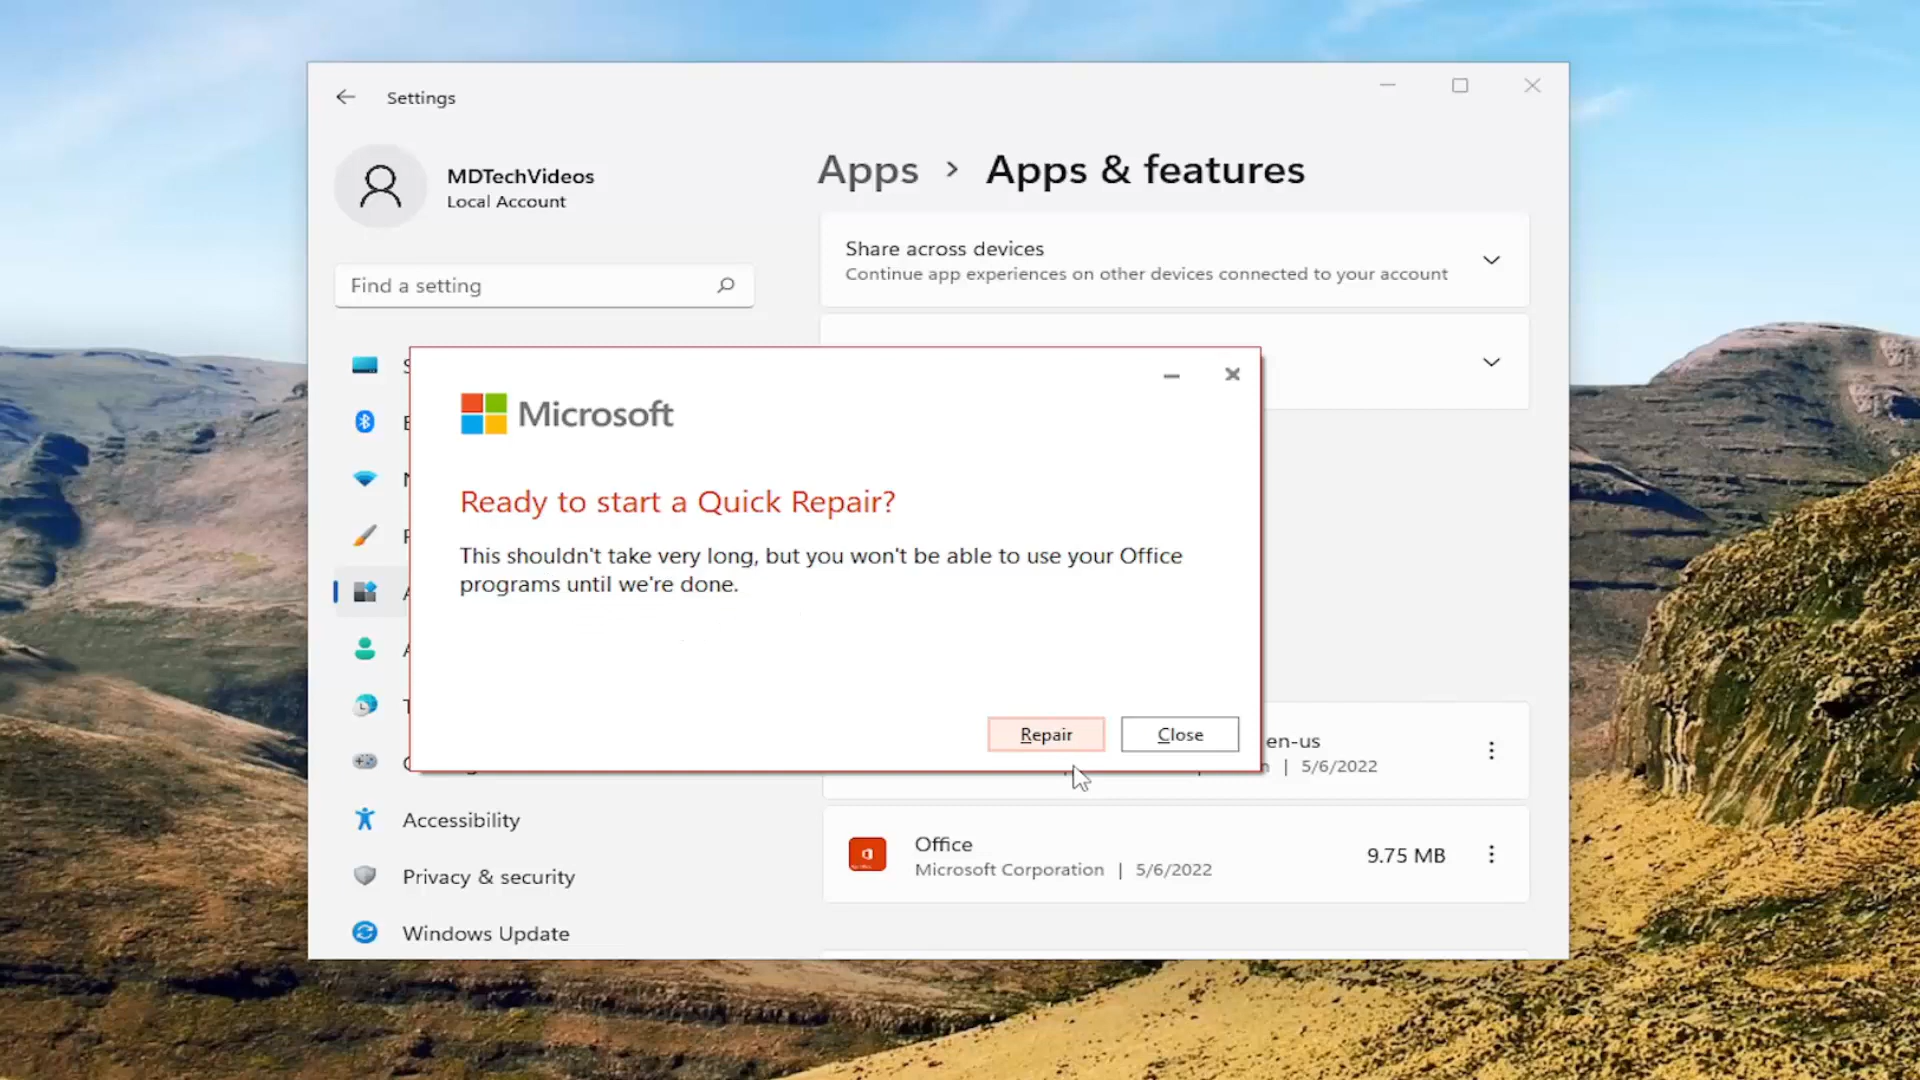 Settings
MDTechVideos
Local Account
Find a setting
Apps > Apps & features
Share across devices
Continue app experiences on other devices connected to your account
Microsoft
Ready to start a Quick Repair?
This shouldn't take very long, but you won't be able to use your Office
programs until we're done.
Repair
Close
en-us
| 5/6/2022
Office
Microsoft Corporation | 5/6/2022
9.75 MB
Accessibility
Privacy & security
Windows Update